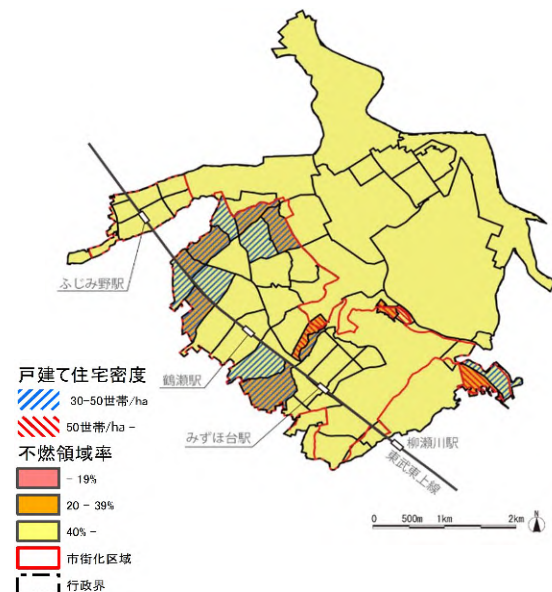 ふじみ野駅
鶴瀬駅
みずほ台駅
柳瀬川駅
東武東上線
戸建て住宅密度
30-50世帯/ha
50世帯/ha -
不燃領域率
- 19%
20 - 39%
40% -
市街化区域
行政界
0 500m 1km 2km